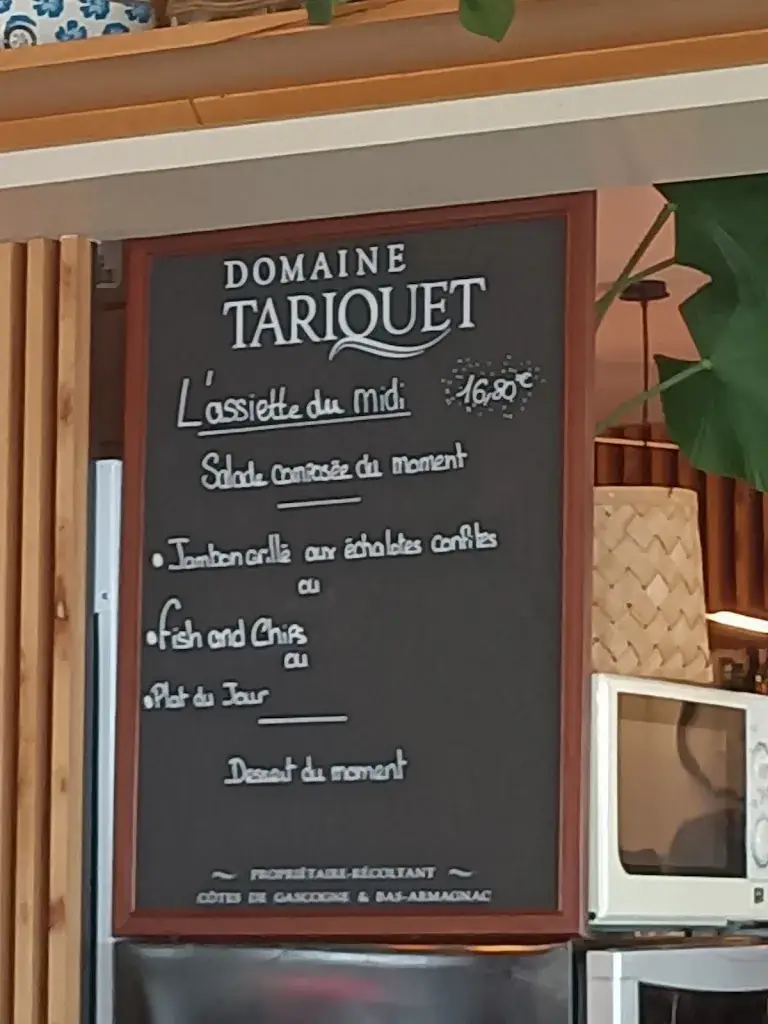 DOMAINE
TARIQUET
L'assiette du midi 16,80€
Salade composée du moment
• Jambon grillé aux échalotes confites
ou
• Fish and Chips
ou
• Plat du Jour
Dessert du moment
~ PROPRIÉTAIRE-RÉCOLTANT ~
CÔTES DE GASCOGNE & BAS-ARMAGNAC